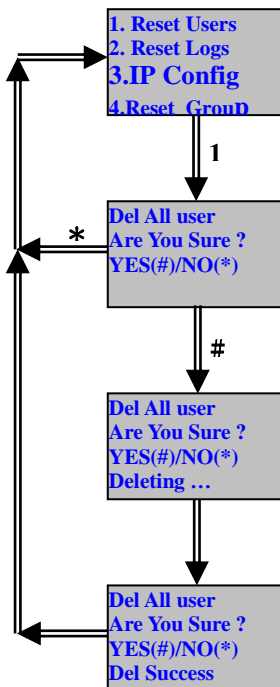 1. Reset Users
2. Reset Logs
3.IP Config
4.Reset Group
1
Del All user
Are You Sure ?
YES(#)/NO(*)
*
#
Del All user
Are You Sure ?
YES(#)/NO(*)
Deleting ...
Del All user
Are You Sure ?
YES(#)/NO(*)
Del Success